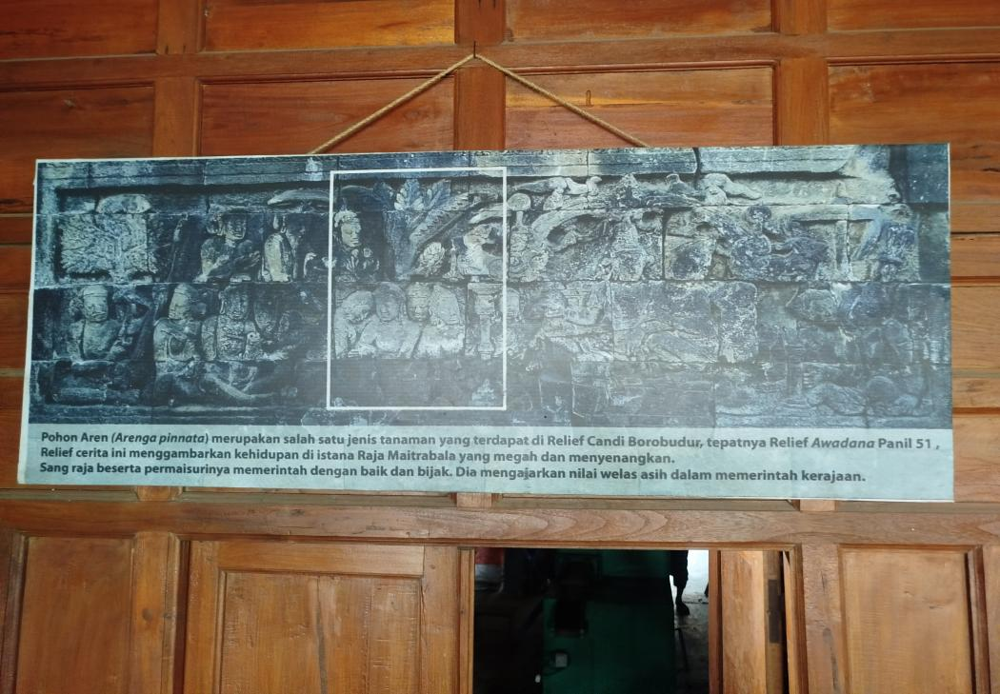 Pohon Aren (Arenga pinnata) merupakan salah satu jenis tanaman yang terdapat di Relief Candi Borobudur, tepatnya Relief Awadana Panil 51 ,
Relief cerita ini menggambarkan kehidupan di istana Raja Maitrabala yang megah dan menyenangkan.
Sang raja beserta permaisurinya memerintah dengan baik dan bijak. Dia mengajarkan nilai welas asih dalam memerintah kerajaan.